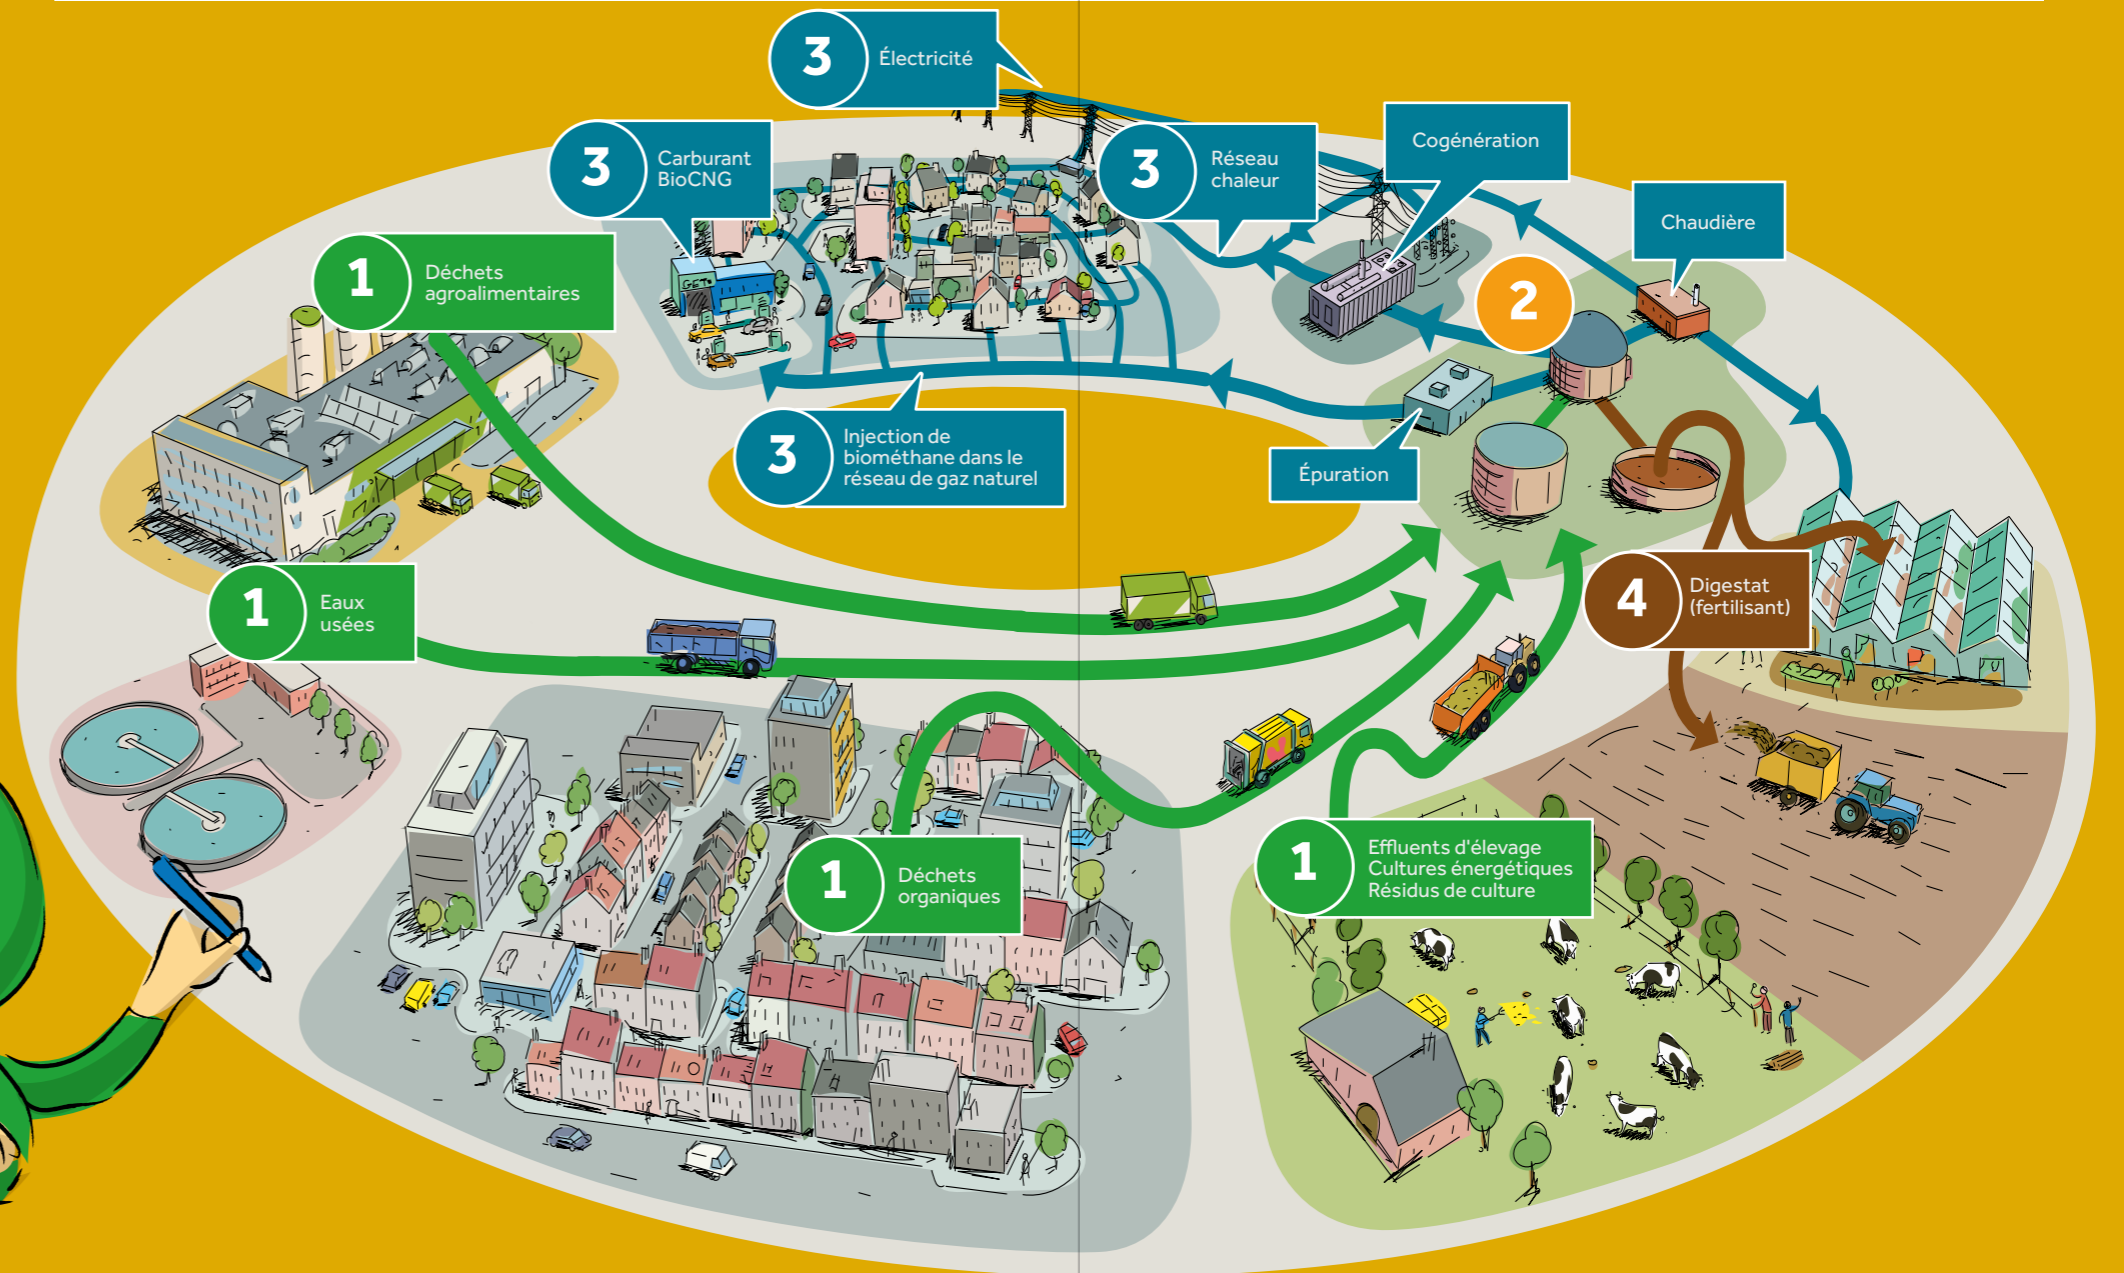 3
Électricité
3
Carburant
BioCNG
3
Réseau
chaleur
Cogénération
Chaudière
1
Déchets
agroalimentaires
2
3
Injection de
biométhane dans le
réseau de gaz naturel
Épuration
1
Eaux
usées
4
Digestat
(fertilisant)
1
Déchets
organiques
1
Effluents d'élevage
Cultures énergétiques
Résidus de culture